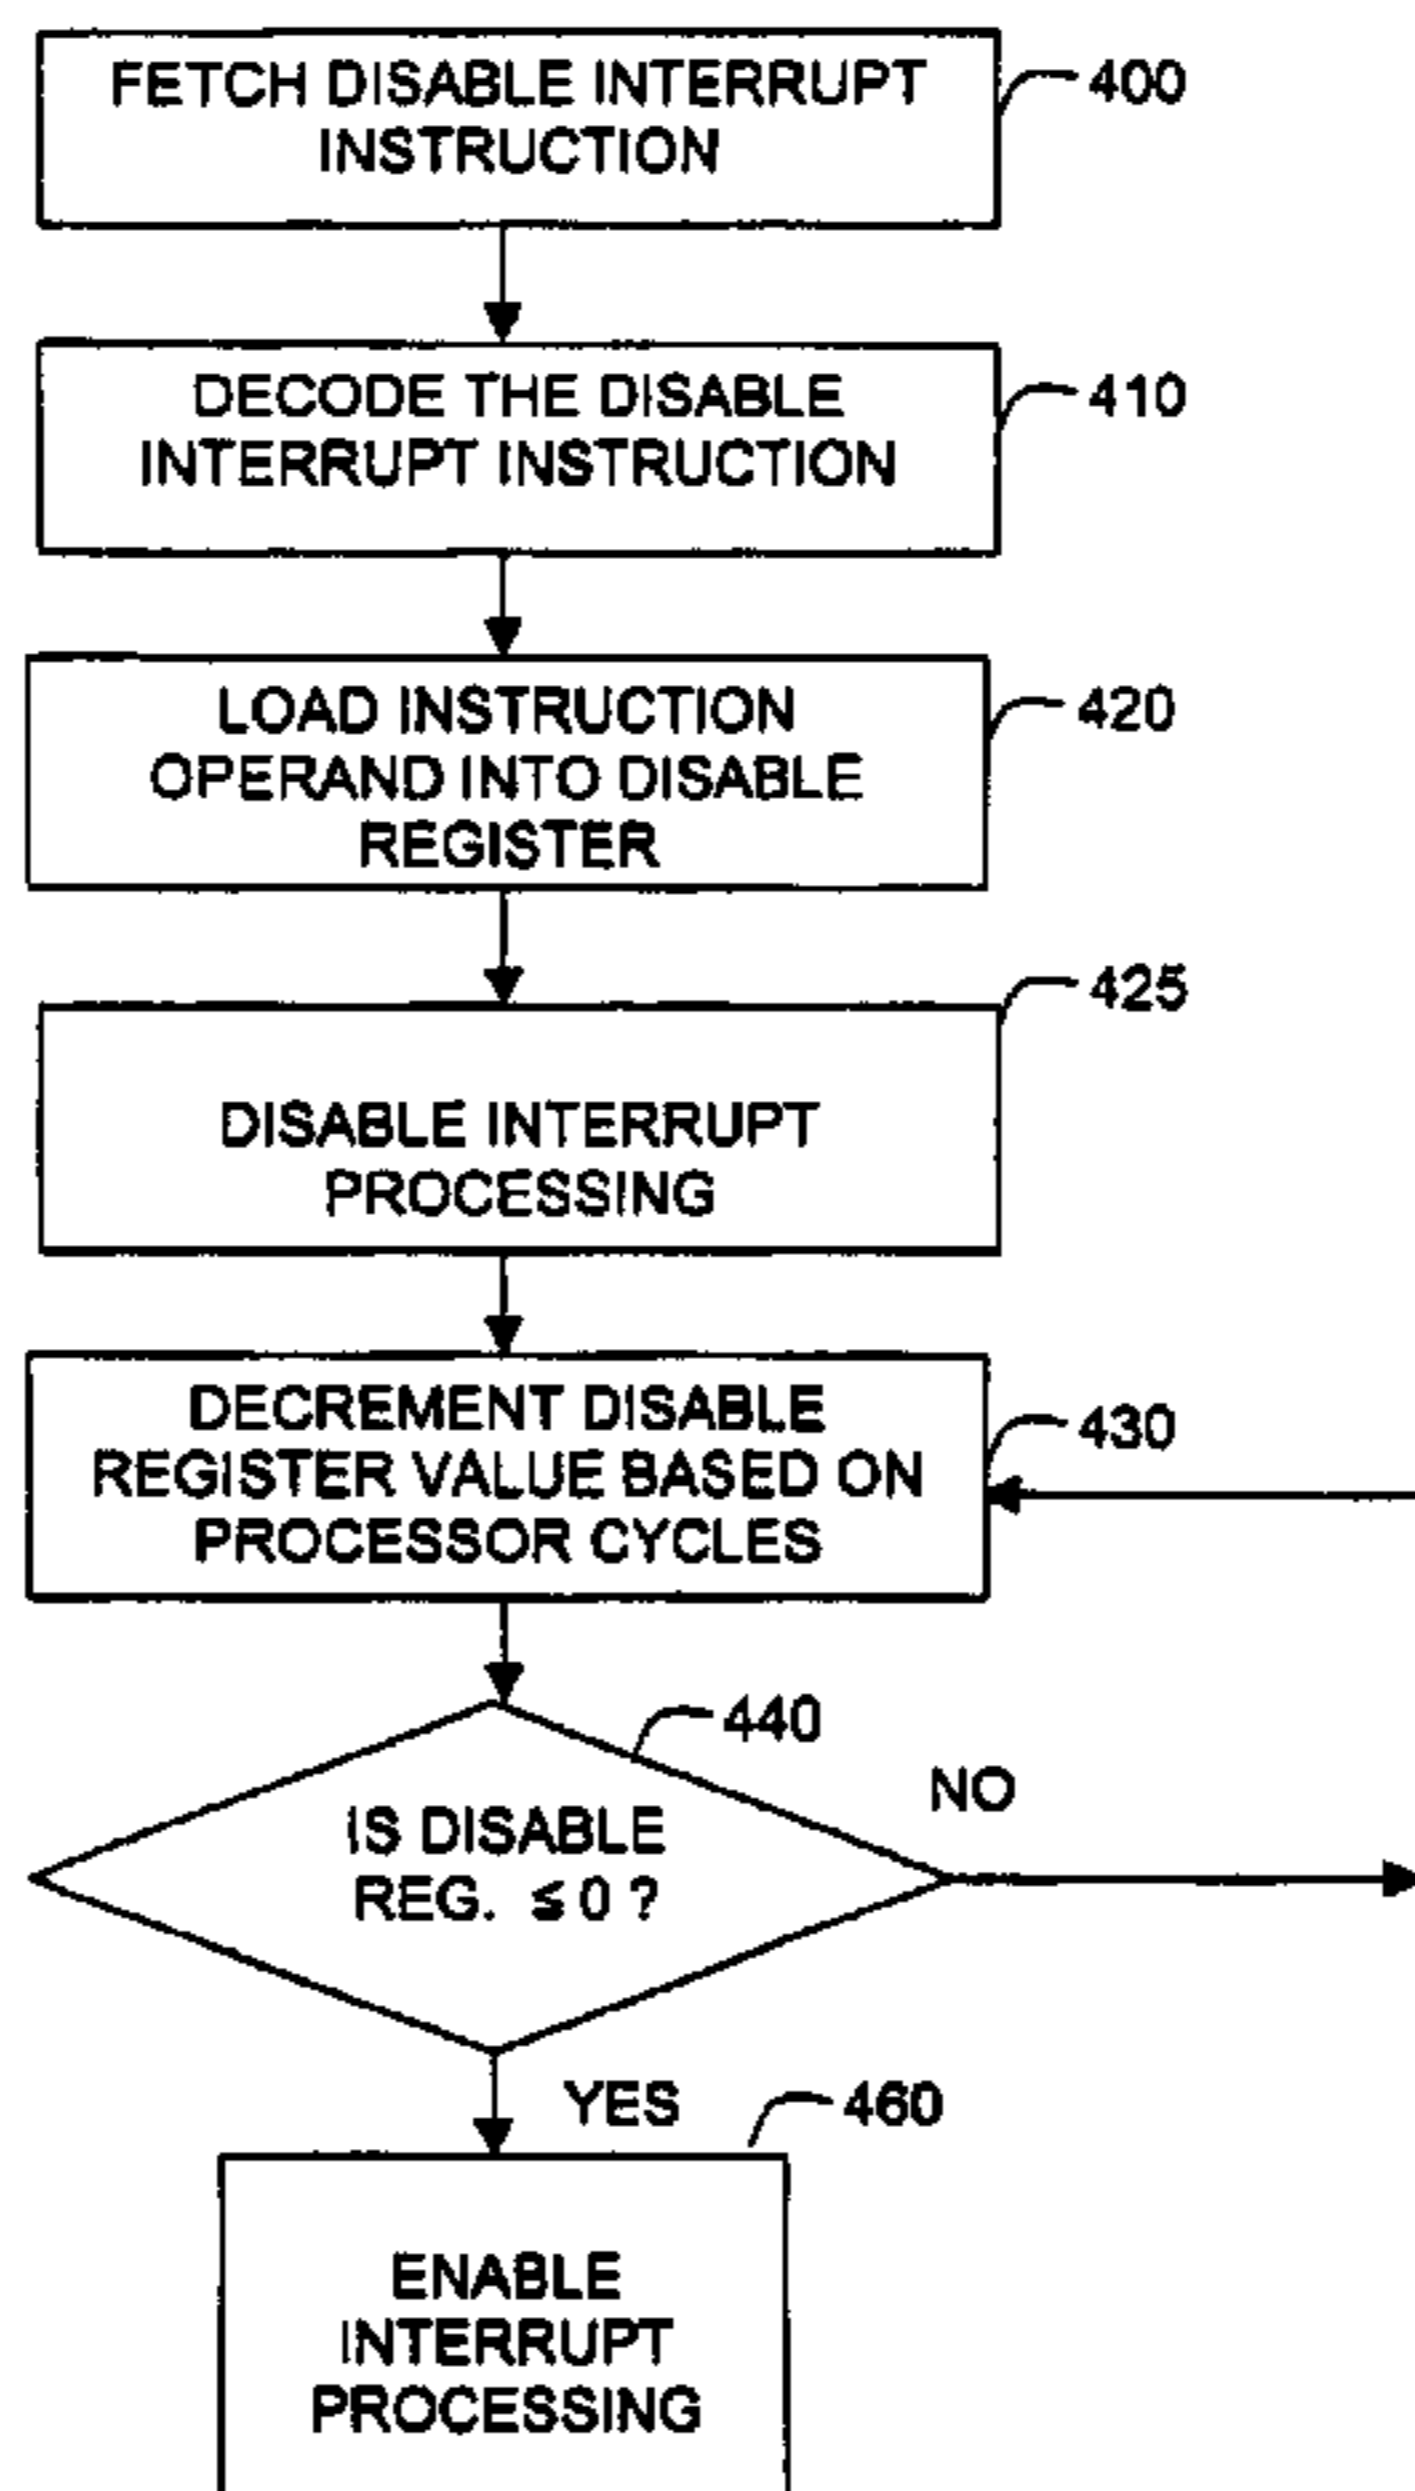 FETCH DISABLE INTERRUPT
INSTRUCTION
400
DECODE THE DISABLE
INTERRUPT INSTRUCTION
410
LOAD INSTRUCTION
OPERAND INTO DISABLE
REGISTER
420
425
DISABLE INTERRUPT
PROCESSING
DECREMENT DISABLE
REGISTER VALUE BASED ON
PROCESSOR CYCLES
430
440
NO
IS DISABLE
REG. ≤ 0 ?
YES
460
ENABLE
INTERRUPT
PROCESSING